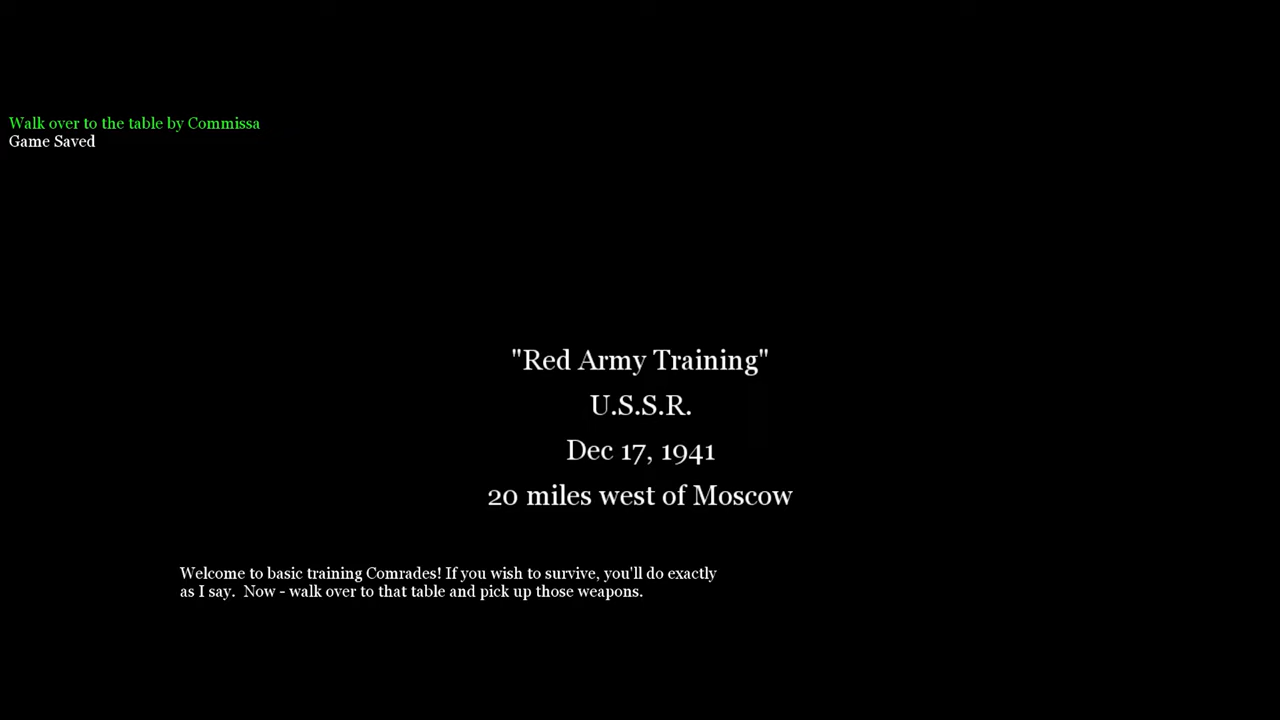 Walk over to the table by Commissa
Game Saved
"Red Army Training"
U.S.S.R.
Dec 17, 1941
20 miles west of Moscow
Welcome to basic training Comrades! If you wish to survive, you'll do exactly
as I say.  Now - walk over to that table and pick up those weapons.